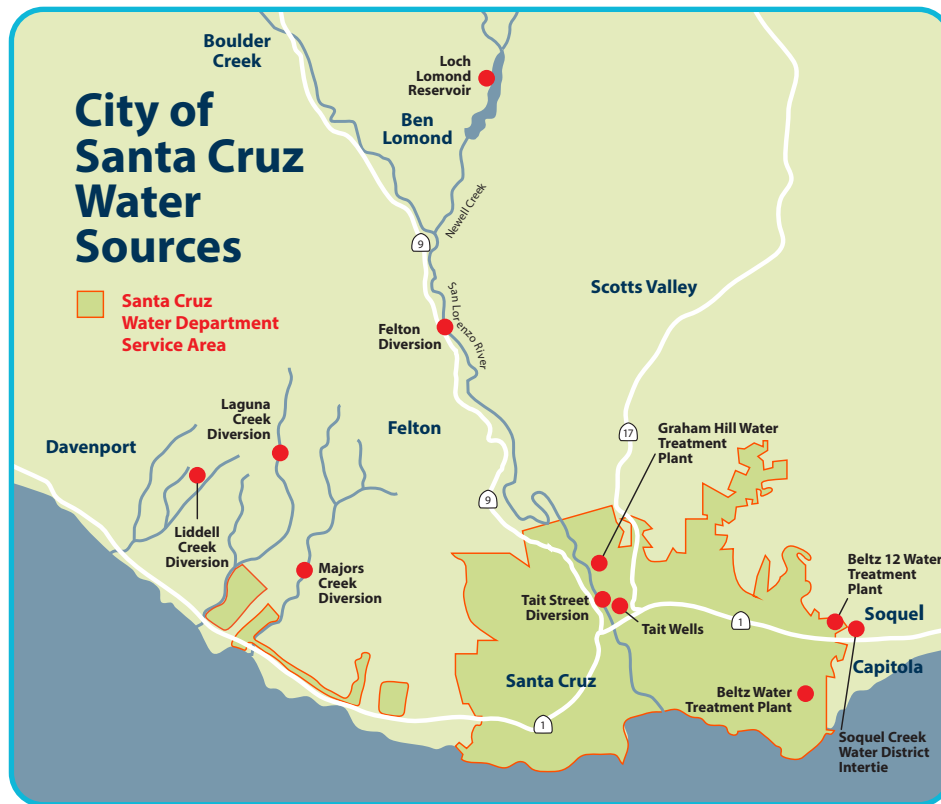 City of
Santa Cruz
Water
Sources
Santa Cruz
Water Department
Service Area
Boulder
Creek
Loch
Lomond
Reservoir
Ben
Lomond
Newell Creek
9
San Lorenzo River
Felton
Diversion
Scotts Valley
Laguna
Creek
Diversion
Davenport
Felton
17
Graham Hill Water
Treatment
Plant
9
Liddell
Creek
Diversion
Majors
Creek
Diversion
Tait Street
Diversion
Tait Wells
1
Beltz 12 Water
Treatment
Plant
Soquel
Capitola
Santa Cruz
Beltz Water
Treatment Plant
1
Soquel Creek
Water District
Intertie